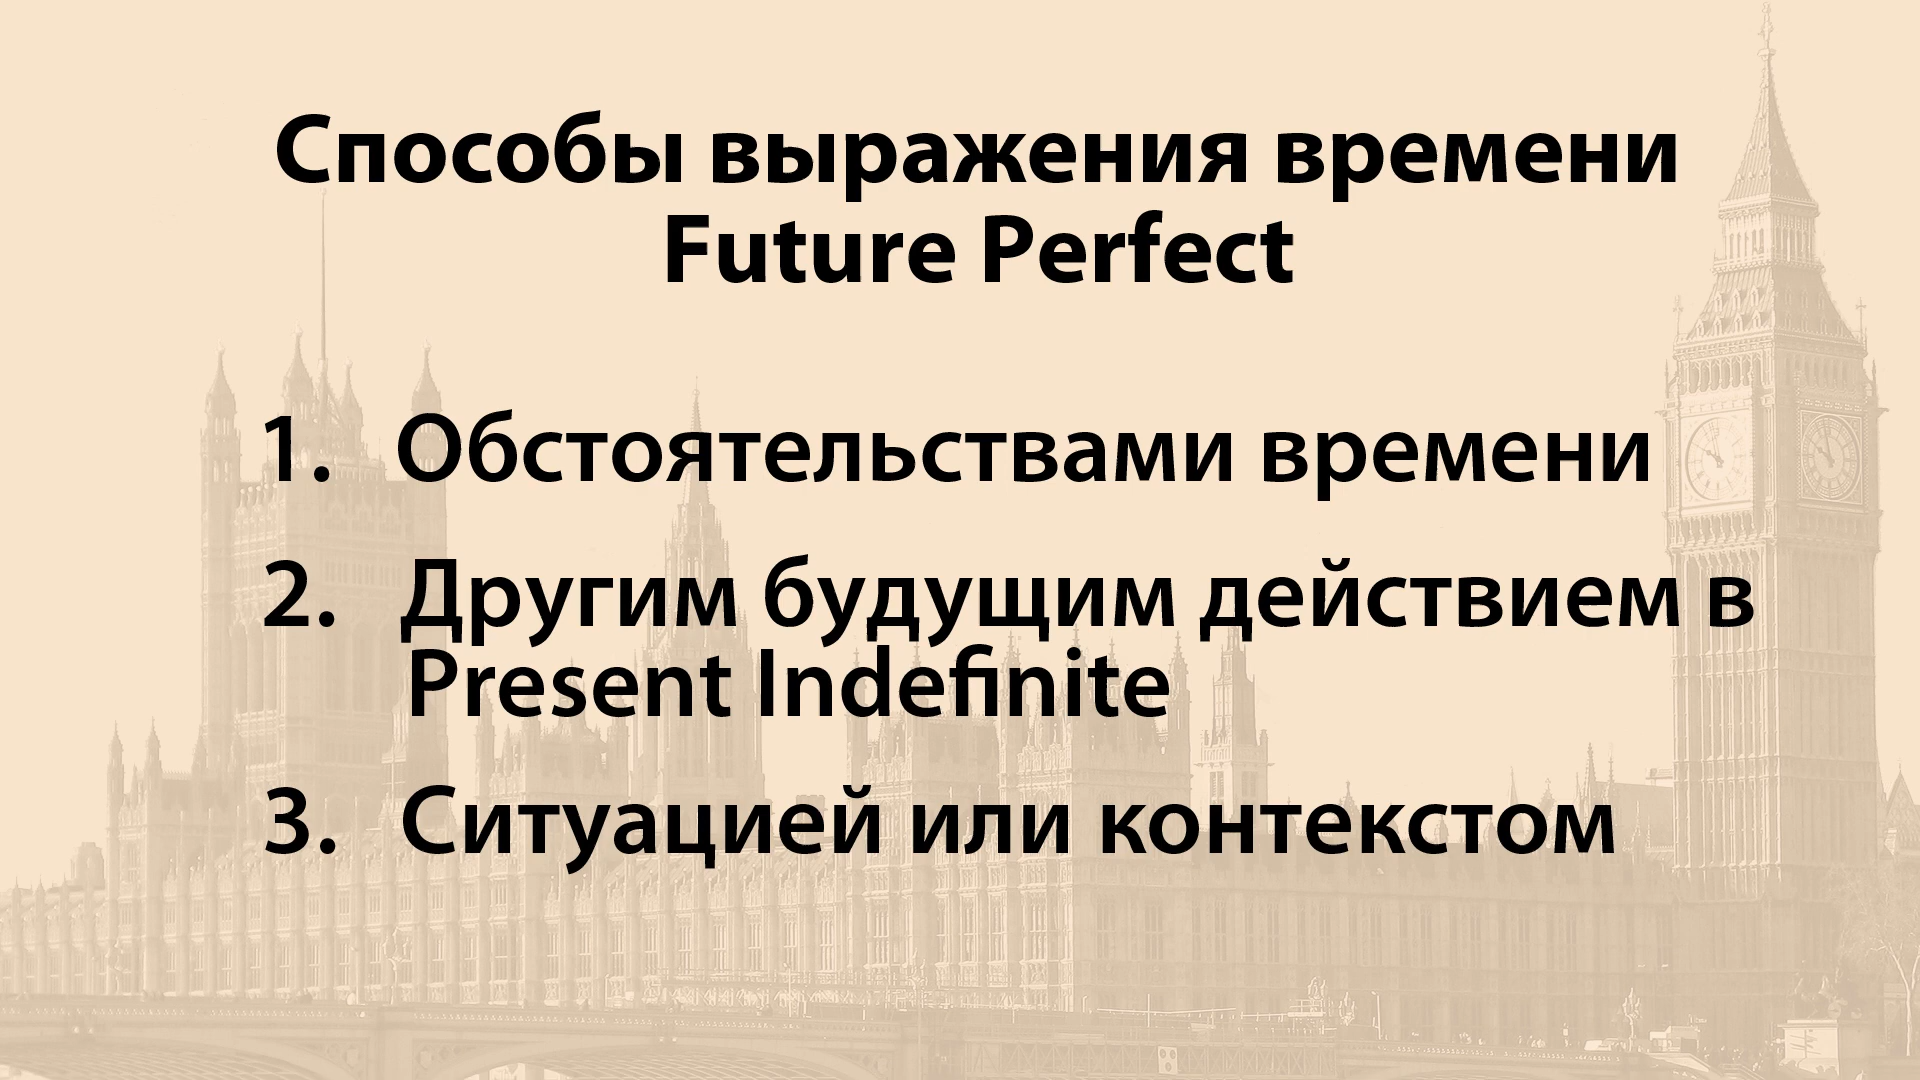 Способы выражения времени
Future Perfect
1. Обстоятельствами времени
2. Другим будущим действием в
Present Indefinite
3. Ситуацией или контекстом